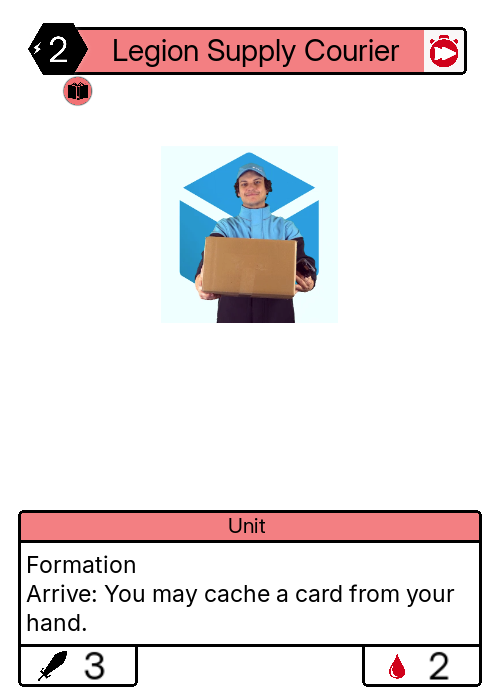 2
Legion Supply Courier
Unit
Formation
Arrive: You may cache a card from your
hand.
3
2